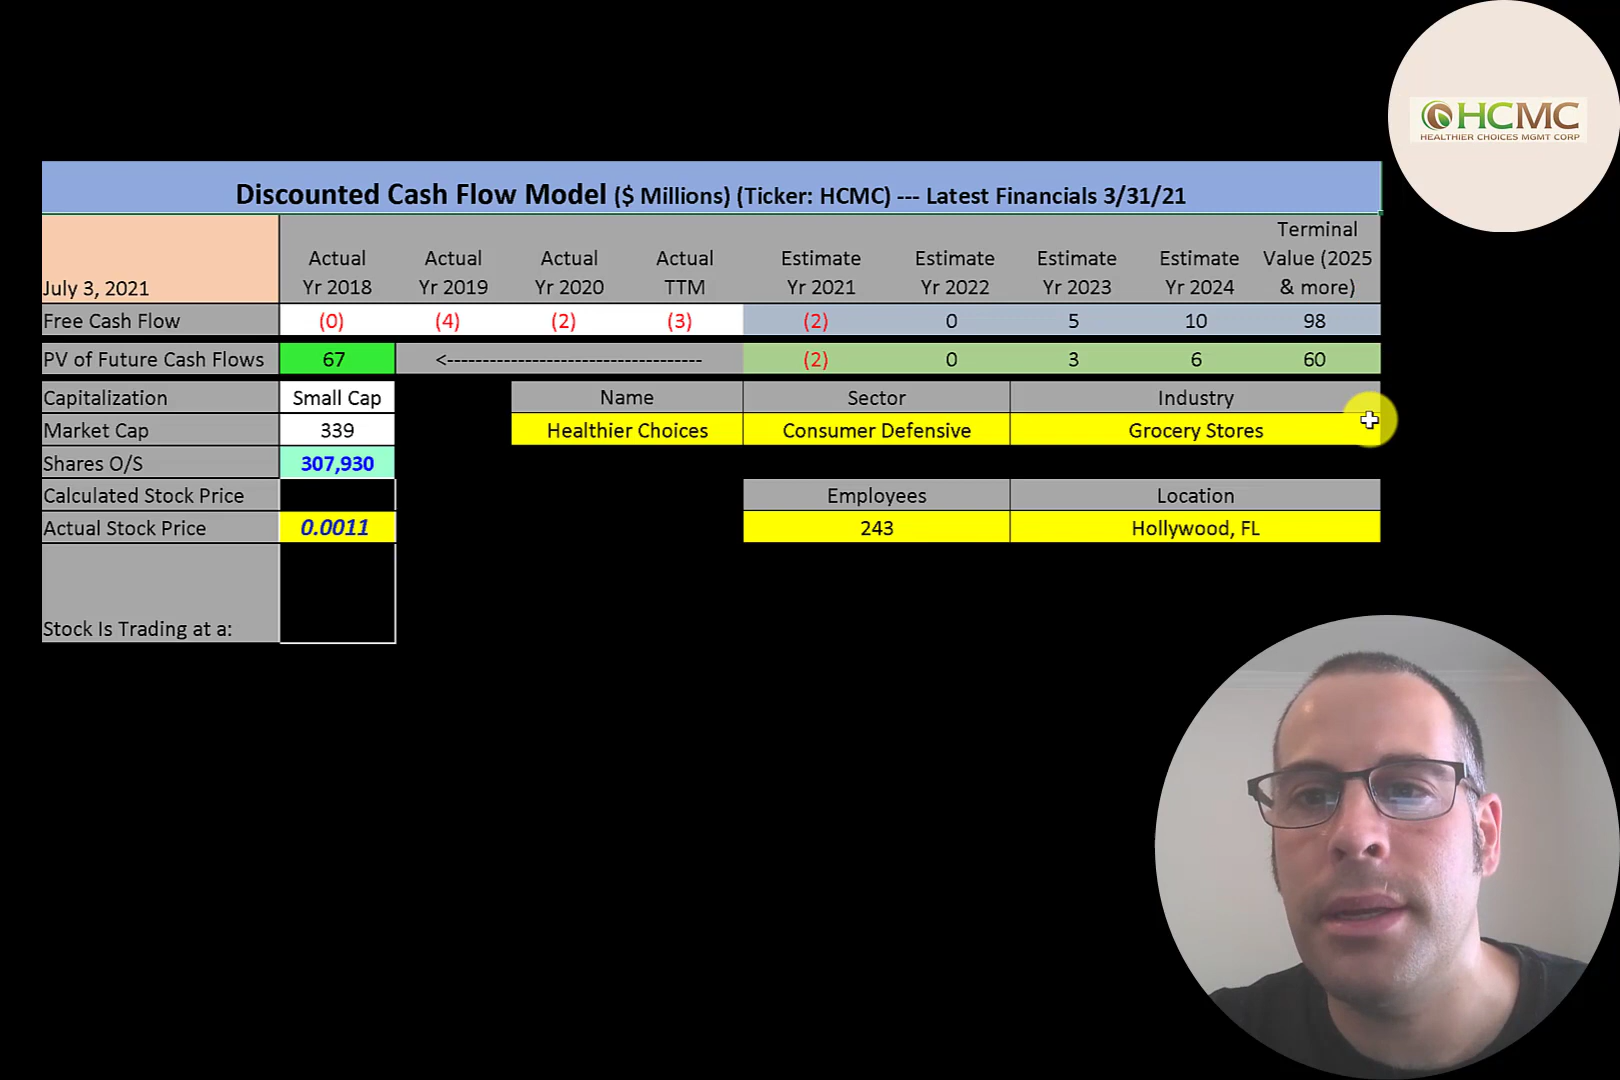 HCMC
HEALTHIER CHOICES MGMT CORP
Discounted Cash Flow Model ($ Millions) (Ticker: HCMC) --- Latest Financials 3/31/21
July 3, 2021 Actual Yr 2018 Actual Yr 2019 Actual Yr 2020 Actual TTM Estimate Yr 2021 Estimate Yr 2022 Estimate Yr 2023 Estimate Yr 2024 Terminal Value (2025 & more)
Free Cash Flow (0) (4) (2) (3) (2) 0 5 10 98
PV of Future Cash Flows 67 <------------------------------------ (2) 0 3 6 60
Capitalization Small Cap Name Sector Industry
Market Cap 339 Healthier Choices Consumer Defensive Grocery Stores
Shares O/S 307,930
Calculated Stock Price Employees Location
Actual Stock Price 0.0011 243 Hollywood, FL
Stock Is Trading at a: